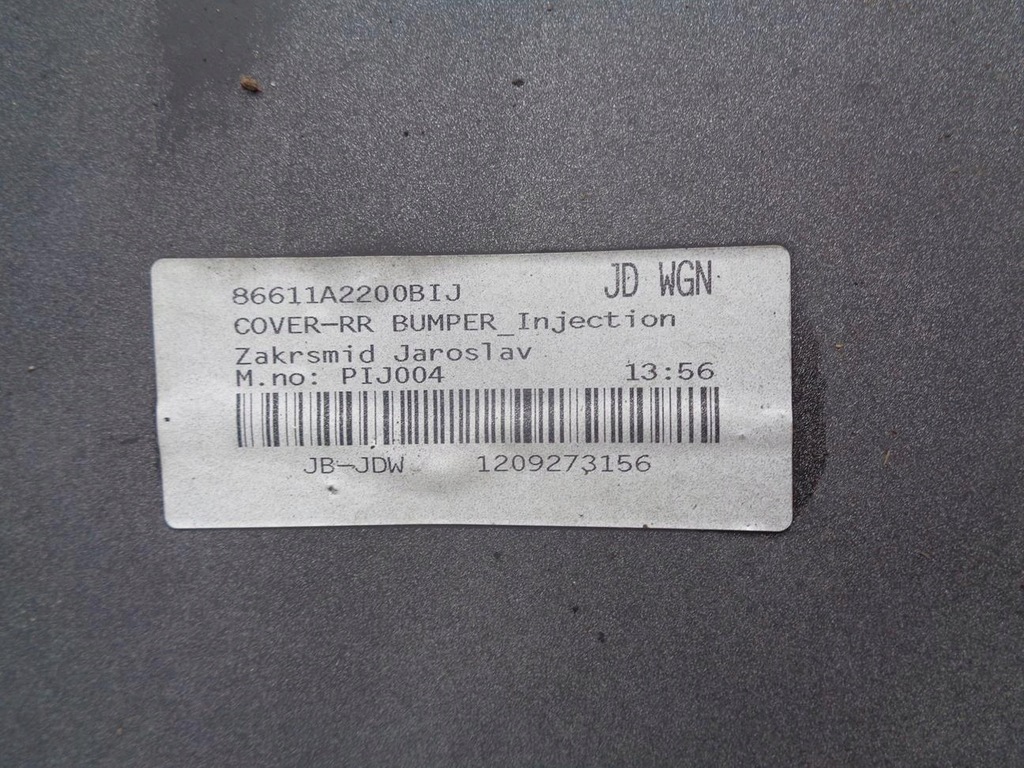 86611A2200BIJ JD WGN
COVER-RR BUMPER_Injection
Zakrsmid Jaroslav
M.no: PIJ004 13:56
JB-JDW 1209273156